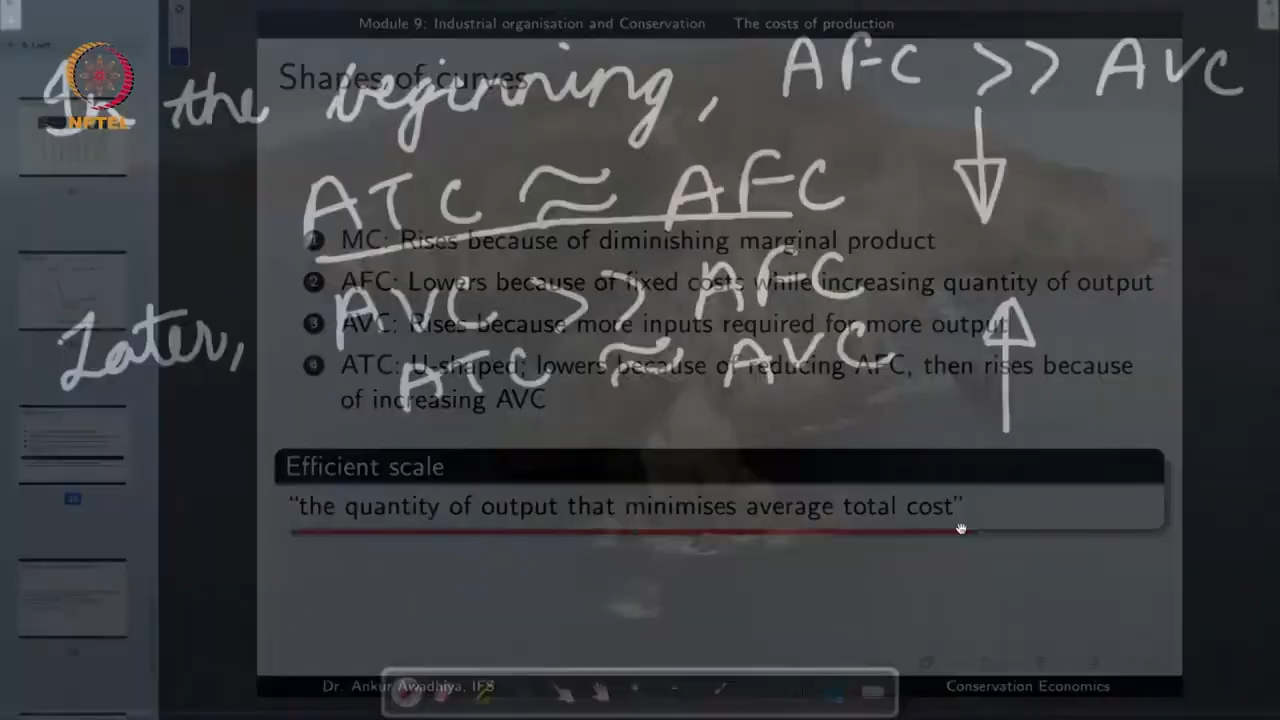 Module 9: Industrial organisation and Conservation The costs of production
Shapes of curves
In the beginning, AFC >> AVC
NPTEL
ATC ≈ AFC
1 MC: Rises because of diminishing marginal product
2 AFC: Lowers because of fixed costs while increasing quantity of output
AVC >> AFC
3 AVC: Rises because more inputs required for more output
Later,
ATC ≈ AVC
4 ATC: U-shaped; lowers because of reducing AFC, then rises because
of increasing AVC
Efficient scale
“the quantity of output that minimises average total cost”
Dr. Ankur Awadhiya, IFS Conservation Economics